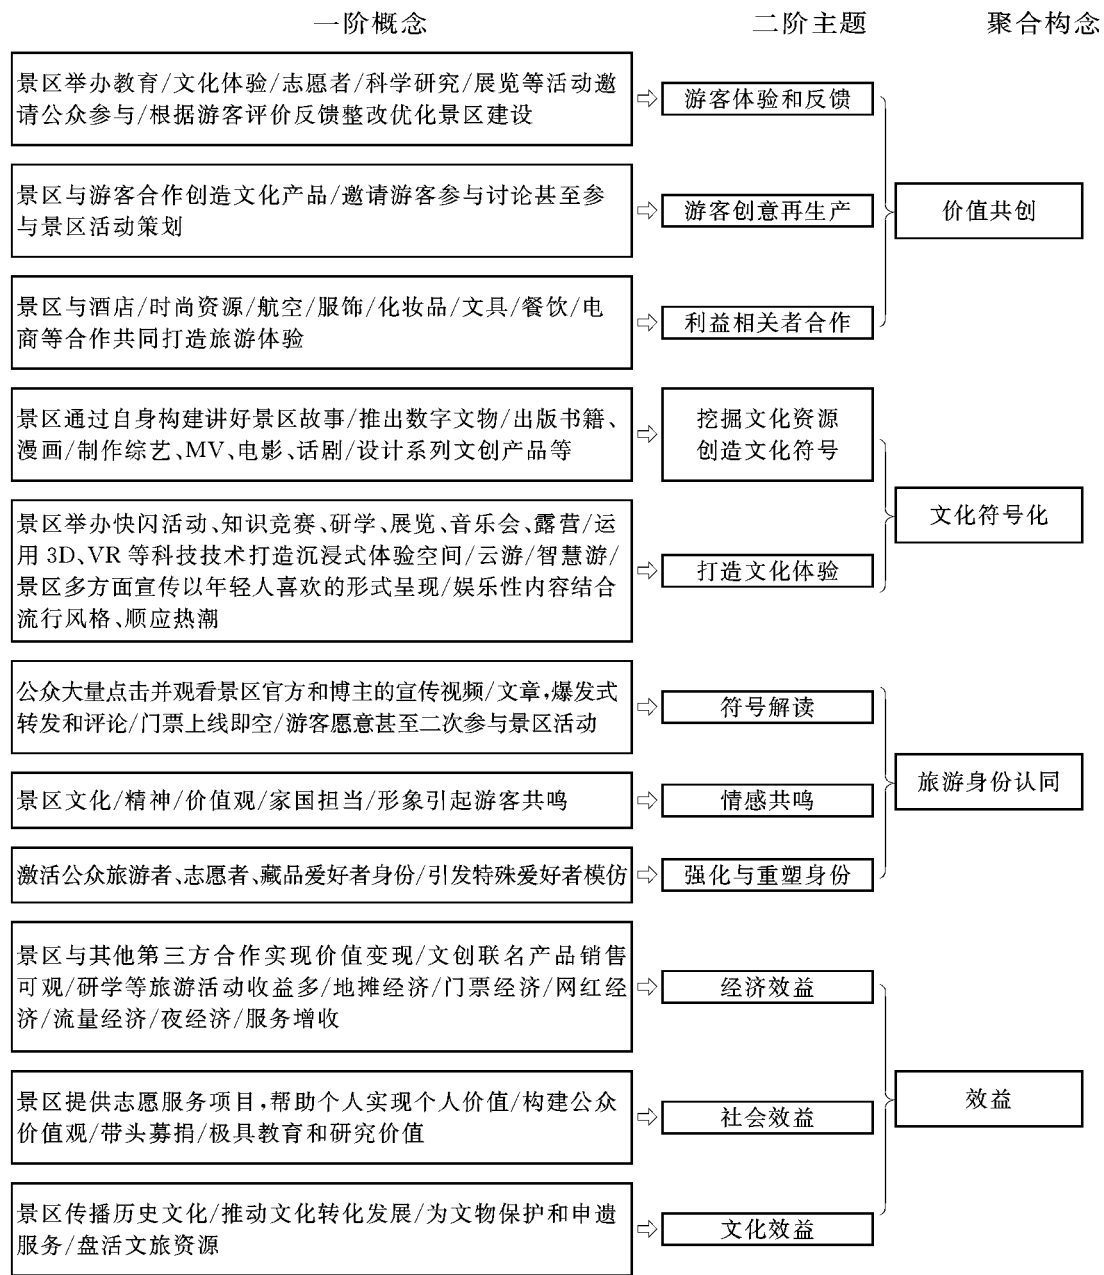 一阶概念
二阶主题
聚合构念
景区举办教育/文化体验/志愿者/科学研究/展览等活动邀
请公众参与/根据游客评价反馈整改优化景区建设
游客体验和反馈
景区与游客合作创造文化产品/邀请游客参与讨论甚至参
与景区活动策划
游客创意再生产
价值共创
景区与酒店/时尚资源/航空/服饰/化妆品/文具/餐饮/电
商等合作共同打造旅游体验
利益相关者合作
景区通过自身构建讲好景区故事/推出数字文物/出版书籍、
漫画/制作综艺、MV、电影、话剧/设计系列文创产品等
挖掘文化资源
创造文化符号
文化符号化
景区举办快闪活动、知识竞赛、研学、展览、音乐会、露营/运
用3D、VR等科技技术打造沉浸式体验空间/云游/智慧游/
景区多方面宣传以年轻人喜欢的形式呈现/娱乐性内容结合
流行风格、顺应热潮
打造文化体验
公众大量点击并观看景区官方和博主的宣传视频/文章,爆发式
转发和评论/门票上线即空/游客愿意甚至二次参与景区活动
符号解读
景区文化/精神/价值观/家国担当/形象引起游客共鸣
情感共鸣
旅游身份认同
激活公众旅游者、志愿者、藏品爱好者身份/引发特殊爱好者模仿
强化与重塑身份
景区与其他第三方合作实现价值变现/文创联名产品销售
可观/研学等旅游活动收益多/地摊经济/门票经济/网红经
济/流量经济/夜经济/服务增收
经济效益
景区提供志愿服务项目,帮助个人实现个人价值/构建公众
价值观/带头募捐/极具教育和研究价值
社会效益
效益
景区传播历史文化/推动文化转化发展/为文物保护和申遗
服务/盘活文旅资源
文化效益